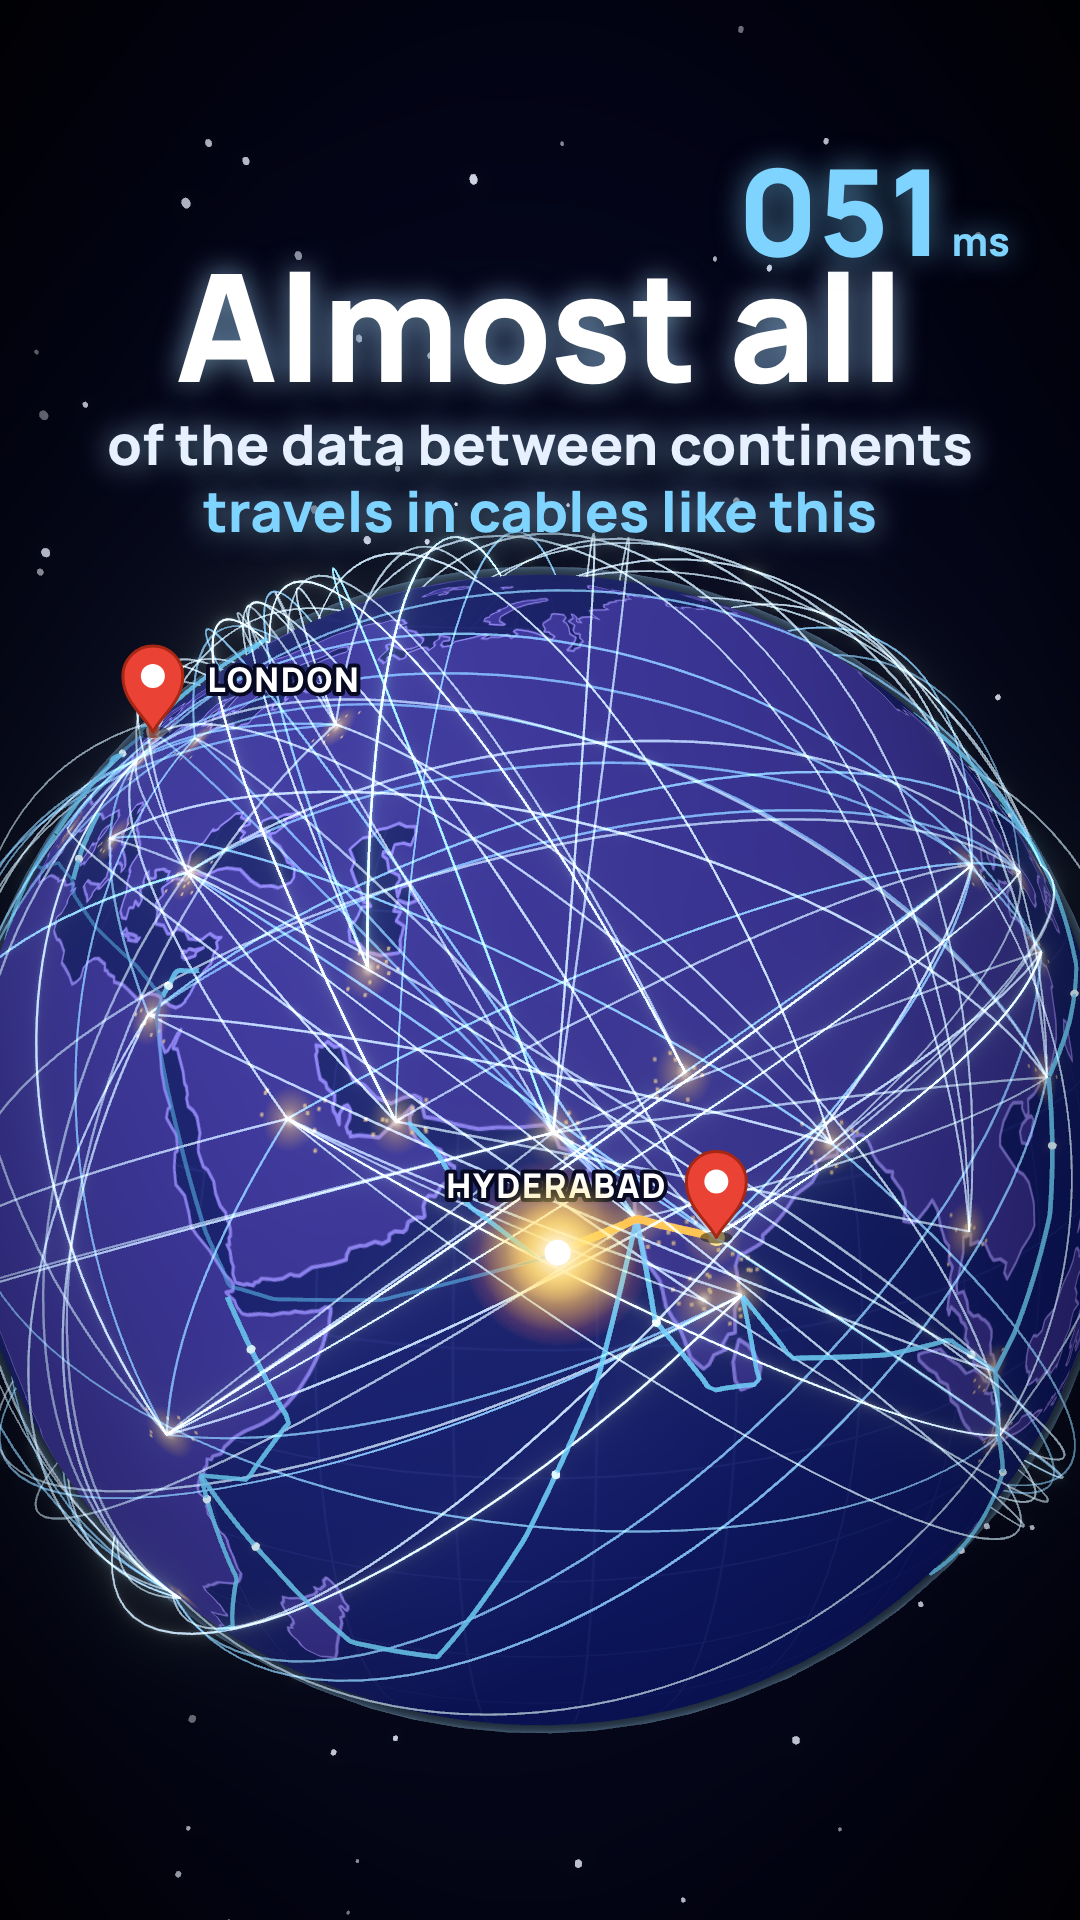 051 ms
Almost all
of the data between continents
travels in cables like this
LONDON
HYDERABAD